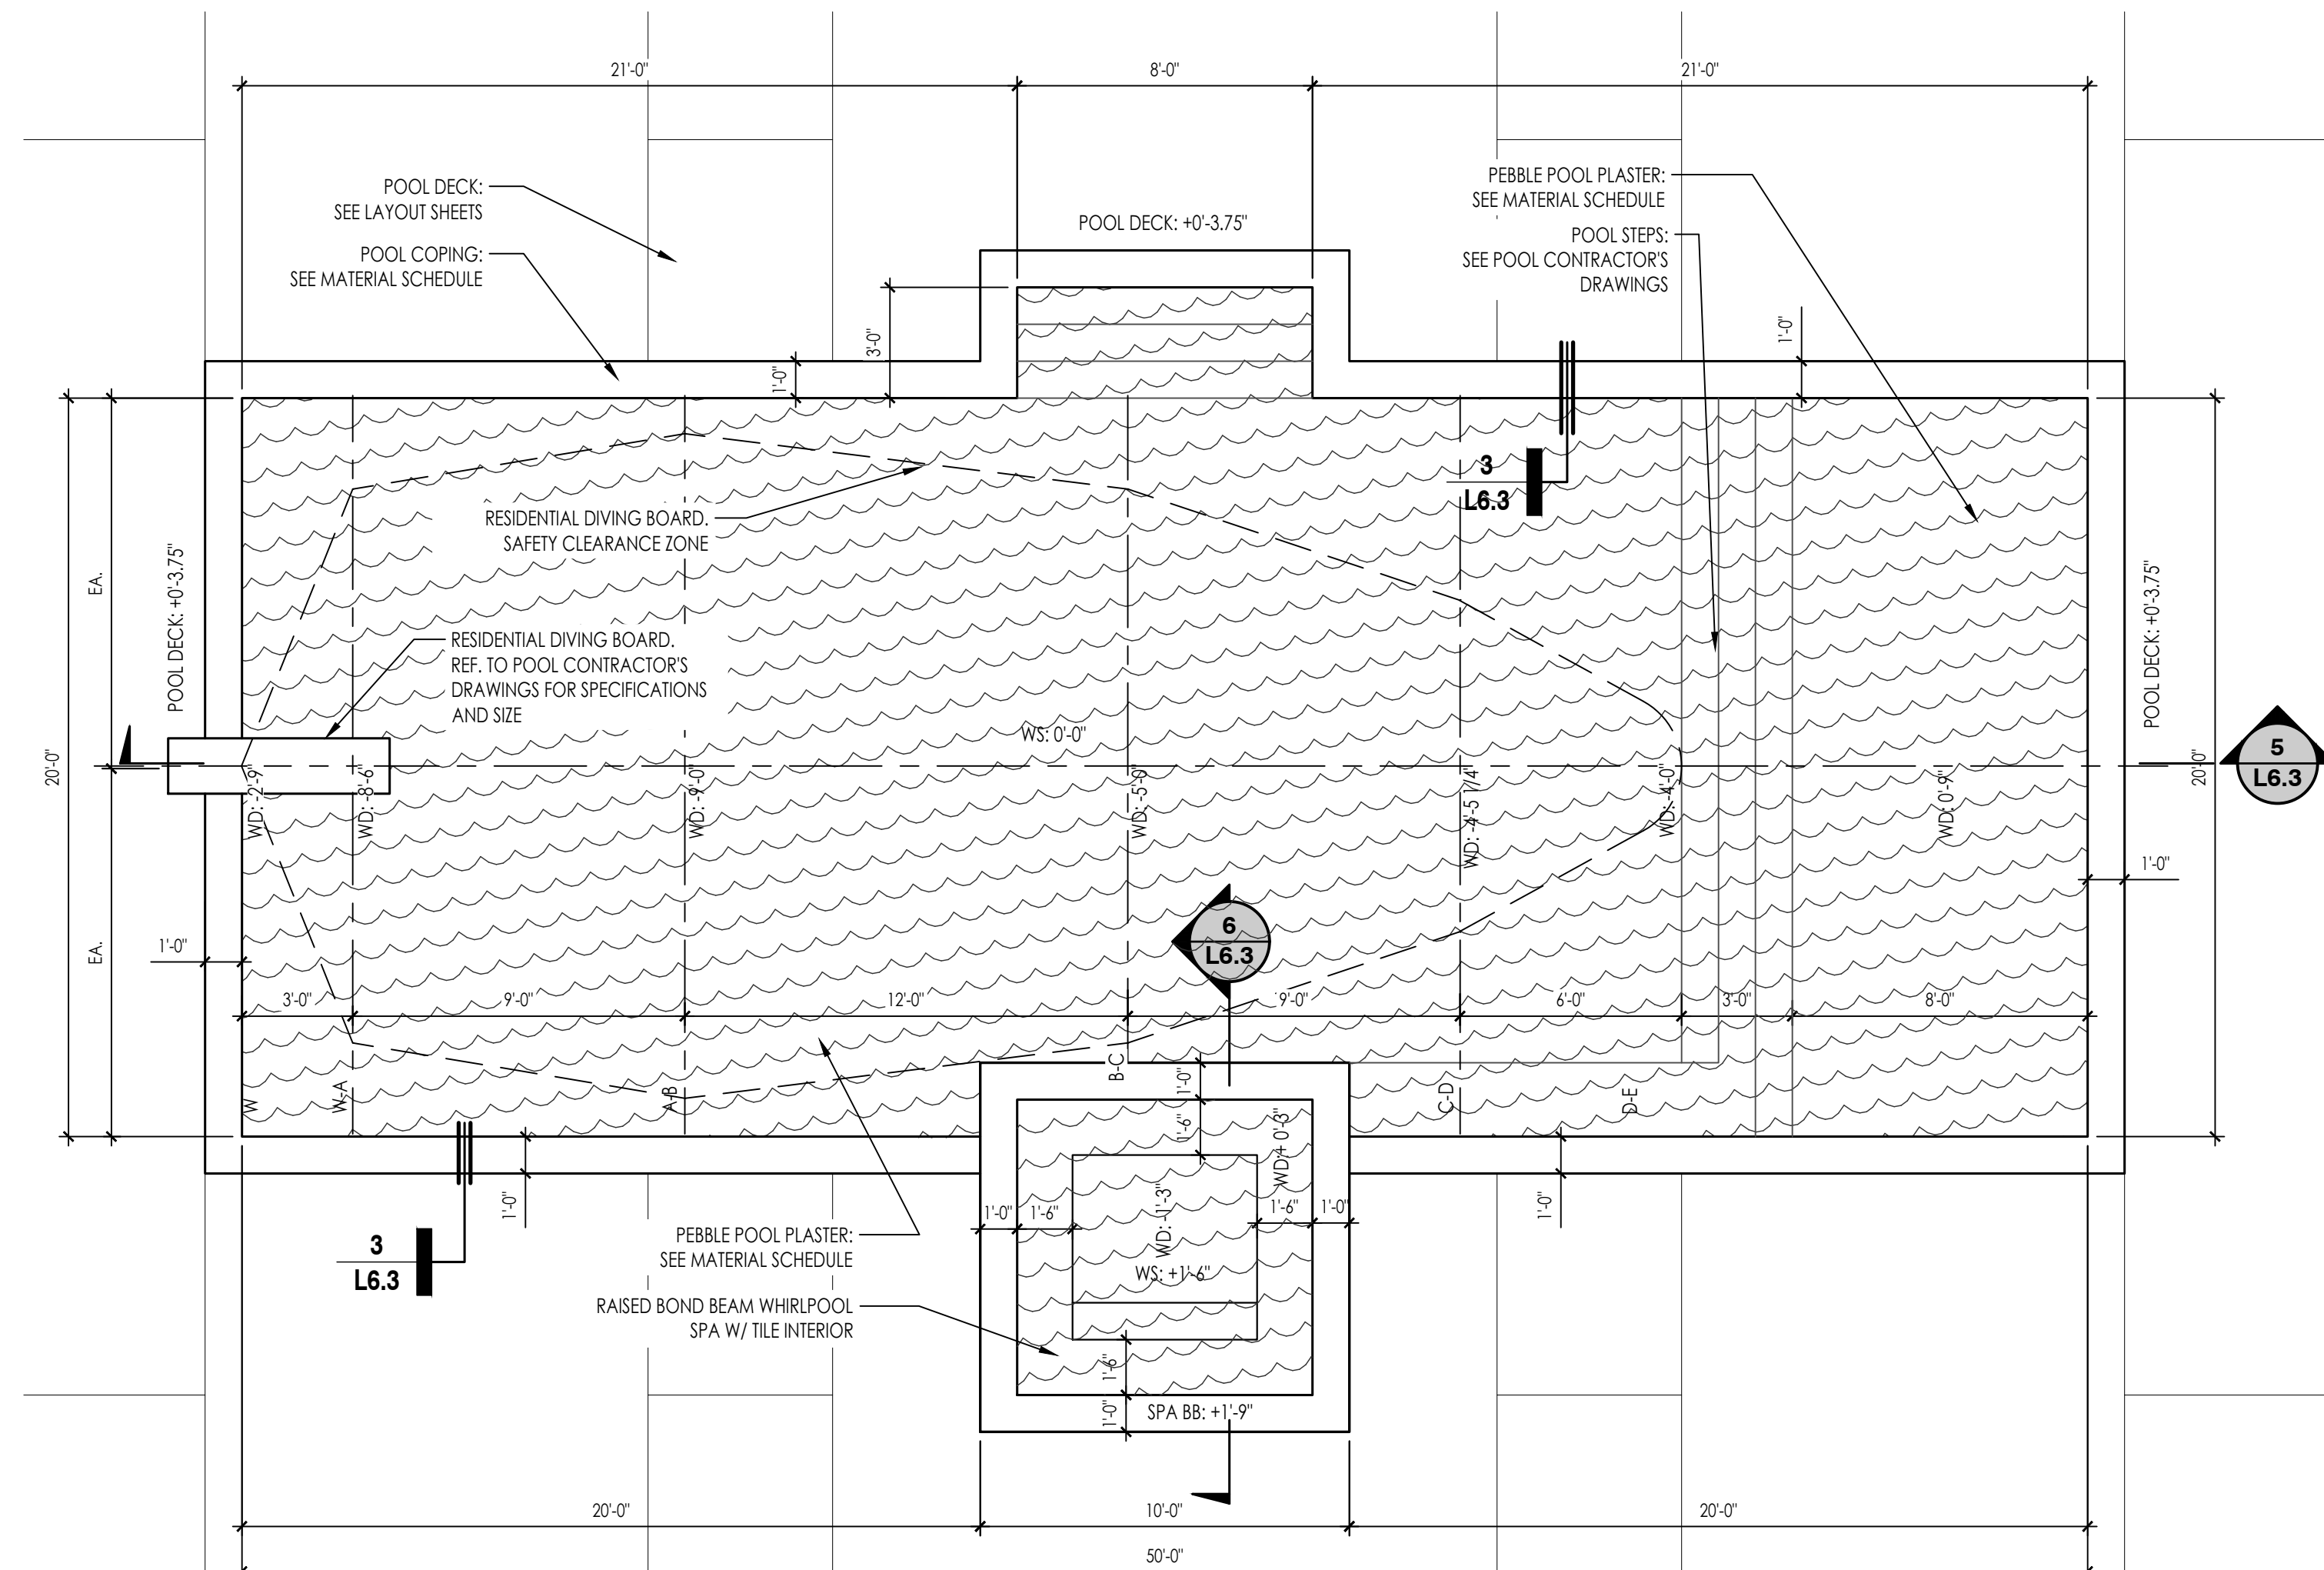 21'-0"
8'-0"
21'-0"
POOL DECK:
SEE LAYOUT SHEETS
POOL COPING:
SEE MATERIAL SCHEDULE
POOL DECK: +0'-3.75"
PEBBLE POOL PLASTER:
SEE MATERIAL SCHEDULE
POOL STEPS:
SEE POOL CONTRACTOR'S
DRAWINGS
3'-0"
1'-0"
1'-0"
3
L6.3
RESIDENTIAL DIVING BOARD.
SAFETY CLEARANCE ZONE
EA.
POOL DECK: +0'-3.75"
POOL DECK: +0'-3.75"
RESIDENTIAL DIVING BOARD.
REF. TO POOL CONTRACTOR'S
DRAWINGS FOR SPECIFICATIONS
AND SIZE
WS: 0'-0"
20'-0"
20'-0"
5
L6.3
WD: -2'-9"
WD: -8'-6"
WD: -9'-0"
WD: -5'-0"
WD: -4'-5 1/4"
WD: -4'-0"
WD: 0'-9"
1'-0"
EA.
1'-0"
6
L6.3
3'-0"
9'-0"
12'-0"
9'-0"
6'-0"
3'-0"
8'-0"
W
W-A
A-B
B-C
C-D
D-E
1'-0"
1'-6"
WD:+ 0'-3"
1'-0"
1'-0"
1'-0"
1'-6"
WD: -1'-3"
1'-6"
1'-0"
3
L6.3
PEBBLE POOL PLASTER:
SEE MATERIAL SCHEDULE
WS: +1'-6"
RAISED BOND BEAM WHIRLPOOL
SPA W/ TILE INTERIOR
1'-6"
1'-0"
SPA BB: +1'-9"
20'-0"
10'-0"
20'-0"
50'-0"